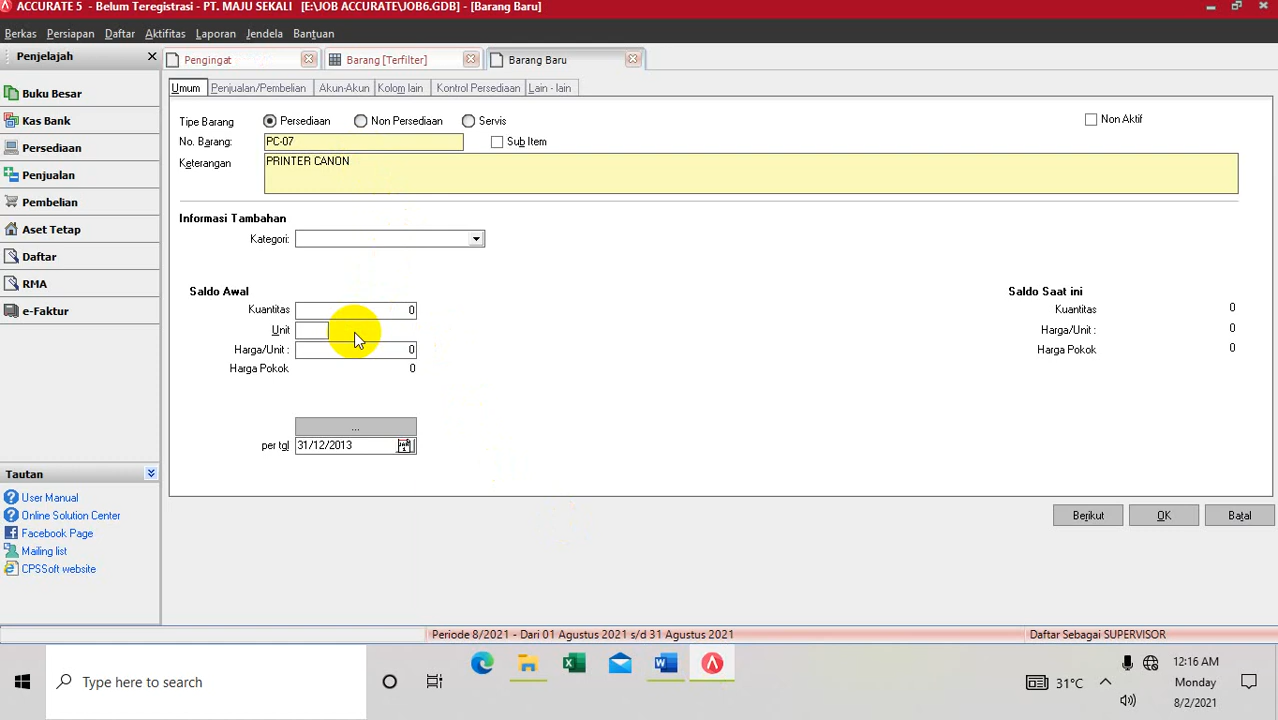 ACCURATE 5 - Belum Teregistrasi - PT. MAJU SEKALI [E:\JOB ACCURATE\JOB6.GDB] - [Barang Baru]
Berkas Persiapan Daftar Aktifitas Laporan Jendela Bantuan
Penjelajah
Pengingat
Barang [Terfilter]
Barang Baru
Buku Besar
Kas Bank
Persediaan
Penjualan
Pembelian
Aset Tetap
Daftar
RMA
e-Faktur
Tautan
User Manual
Online Solution Center
Facebook Page
Mailing list
CPSSoft website
Umum Penjualan/Pembelian Akun-Akun Kolom lain Kontrol Persediaan Lain - lain
Tipe Barang Persediaan Non Persediaan Servis Non Aktif
No. Barang: PC-07 Sub Item
Keterangan PRINTER CANON
Informasi Tambahan
Kategori:
Saldo Awal
Kuantitas 0
Unit
Harga/Unit : 0
Harga Pokok 0
...
per tgl 31/12/2013
Saldo Saat ini
Kuantitas 0
Harga/Unit : 0
Harga Pokok 0
Berikut OK Batal
Periode 8/2021 - Dari 01 Agustus 2021 s/d 31 Agustus 2021
Daftar Sebagai SUPERVISOR
Type here to search
31°C
12:16 AM
Monday
8/2/2021